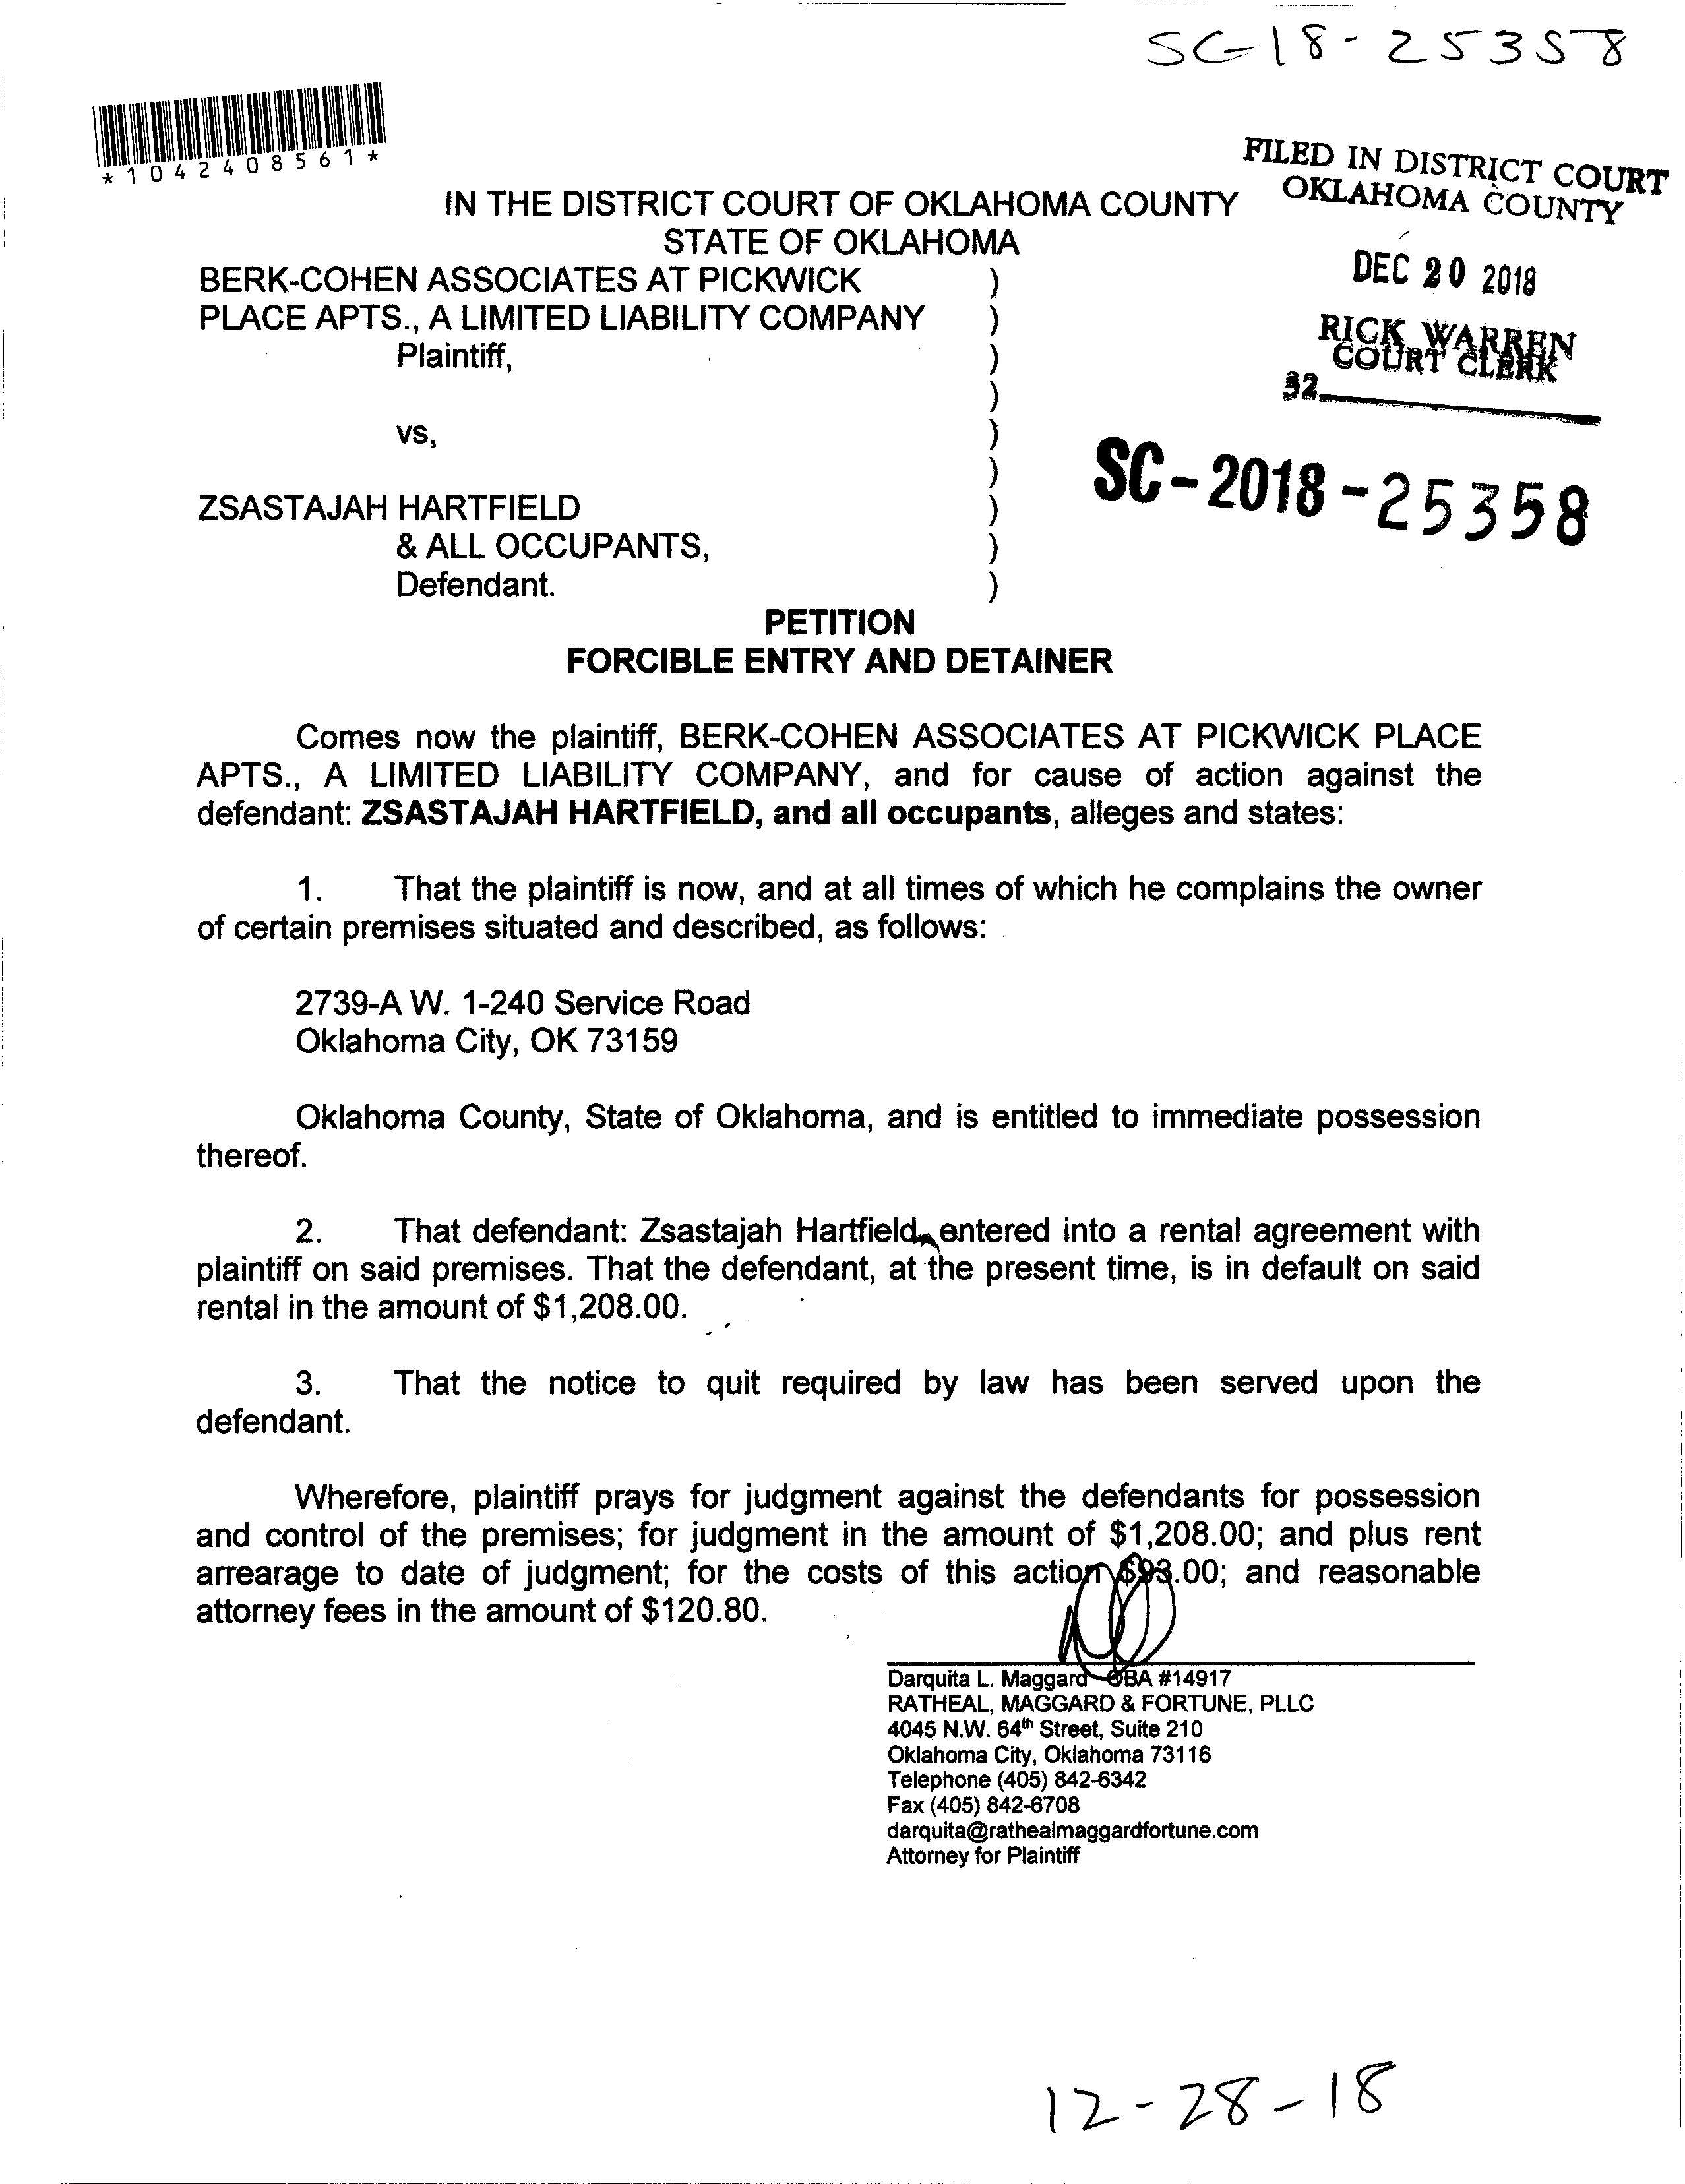 SC-18-25358
*1042408561*
FILED IN DISTRICT COURT
OKLAHOMA COUNTY
DEC 20 2018
RICK WARREN
COURT CLERK
32
SC-2018-25358
IN THE DISTRICT COURT OF OKLAHOMA COUNTY
STATE OF OKLAHOMA
BERK-COHEN ASSOCIATES AT PICKWICK )
PLACE APTS., A LIMITED LIABILITY COMPANY )
Plaintiff, )
)
vs, )
)
ZSASTAJAH HARTFIELD )
& ALL OCCUPANTS, )
Defendant. )
PETITION
FORCIBLE ENTRY AND DETAINER
Comes now the plaintiff, BERK-COHEN ASSOCIATES AT PICKWICK PLACE
APTS., A LIMITED LIABILITY COMPANY, and for cause of action against the
defendant: ZSASTAJAH HARTFIELD, and all occupants, alleges and states:
1. That the plaintiff is now, and at all times of which he complains the owner
of certain premises situated and described, as follows:
2739-A W. 1-240 Service Road
Oklahoma City, OK 73159
Oklahoma County, State of Oklahoma, and is entitled to immediate possession
thereof.
2. That defendant: Zsastajah Hartfield entered into a rental agreement with
plaintiff on said premises. That the defendant, at the present time, is in default on said
rental in the amount of $1,208.00.
3. That the notice to quit required by law has been served upon the
defendant.
Wherefore, plaintiff prays for judgment against the defendants for possession
and control of the premises; for judgment in the amount of $1,208.00; and plus rent
arrearage to date of judgment; for the costs of this action $93.00; and reasonable
attorney fees in the amount of $120.80.
Darquita L. Maggard OBA #14917
RATHEAL, MAGGARD & FORTUNE, PLLC
4045 N.W. 64th Street, Suite 210
Oklahoma City, Oklahoma 73116
Telephone (405) 842-6342
Fax (405) 842-6708
darquita@rathealmaggardfortune.com
Attorney for Plaintiff
12-28-18